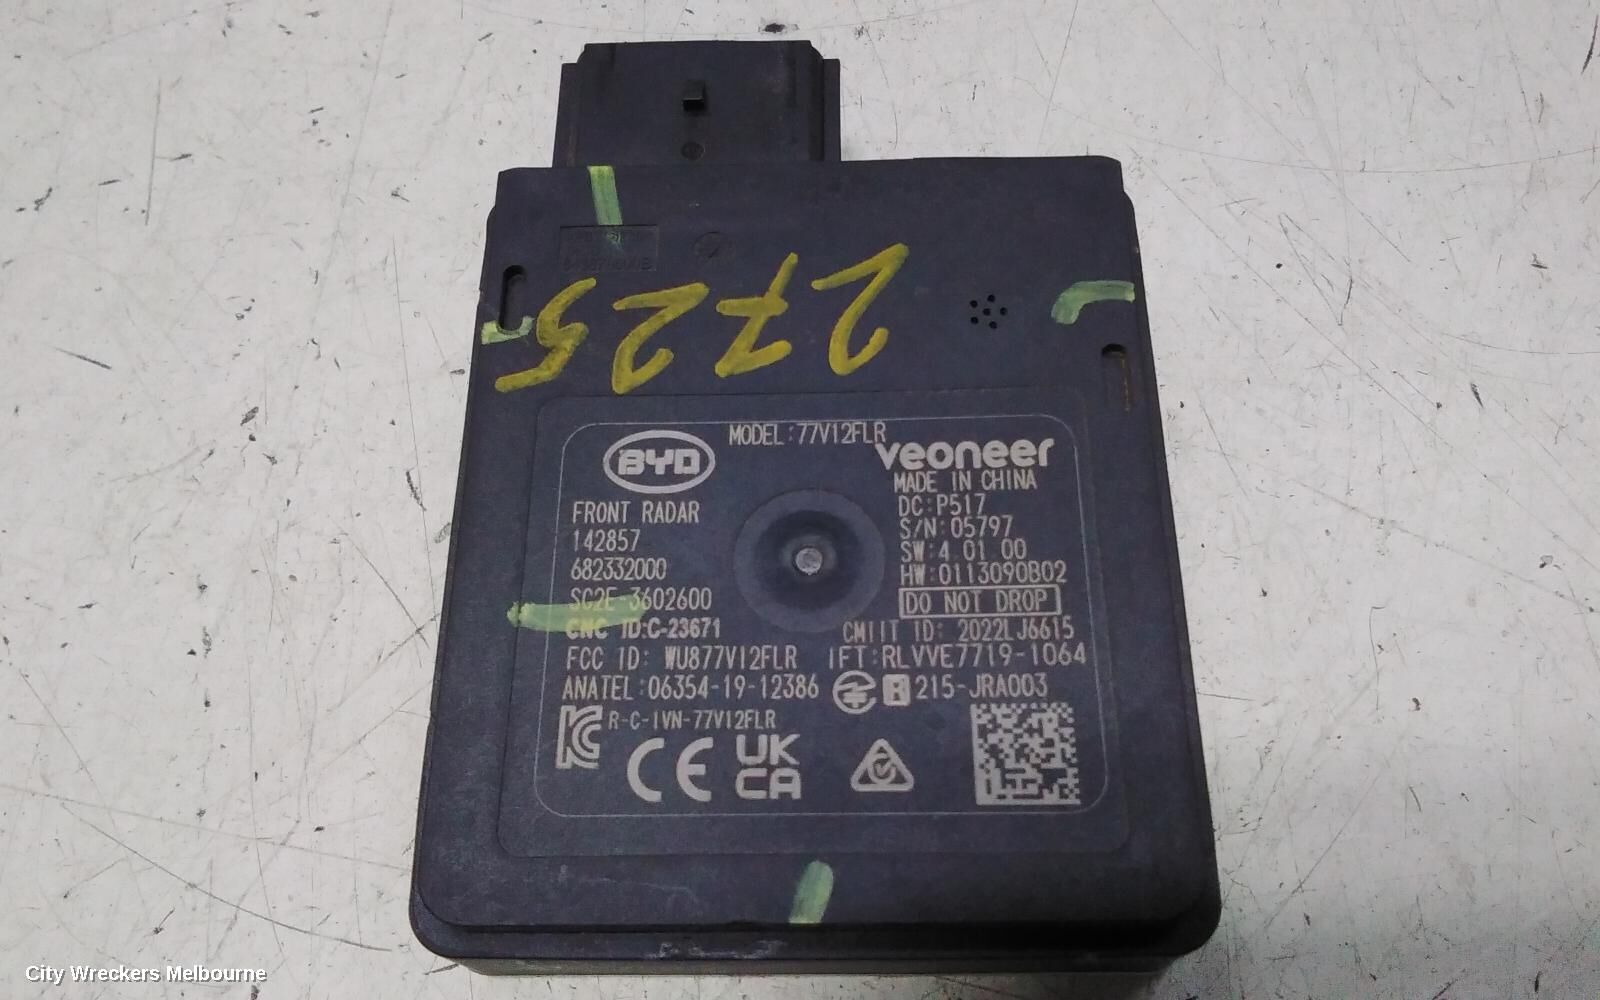 2725
MODEL:77V12FLR
BYD
veoneer
FRONT RADAR
142857
682332000
SC2E-3602600
CNC ID:C-23671
MADE IN CHINA
DC:P517
S/N:05797
SW:4.01.00
HW:0113090B02
DO NOT DROP
CMIIT ID: 2022LJ6615
FCC ID: WU877V12FLR
IFT:RLVVE7719-1064
ANATEL:06354-19-12386
R 215-JRA003
R-C-IVN-77V12FLR
CE
UK
CA
City Wreckers Melbourne